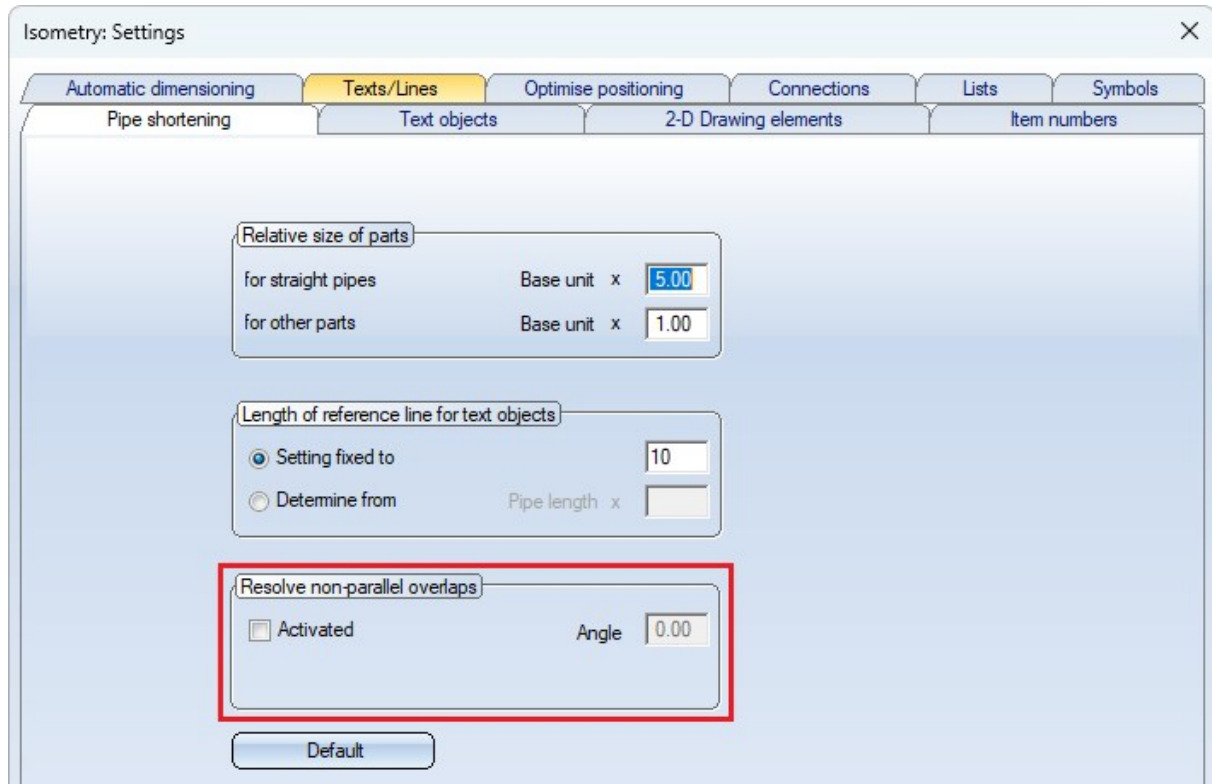 Isometry: Settings
Automatic dimensioning Texts/Lines Optimise positioning Connections Lists Symbols
Pipe shortening Text objects 2-D Drawing elements Item numbers
Relative size of parts
for straight pipes Base unit x 5.00
for other parts Base unit x 1.00
Length of reference line for text objects
Setting fixed to 10
Determine from Pipe length x
Resolve non-parallel overlaps
Activated Angle 0.00
Default